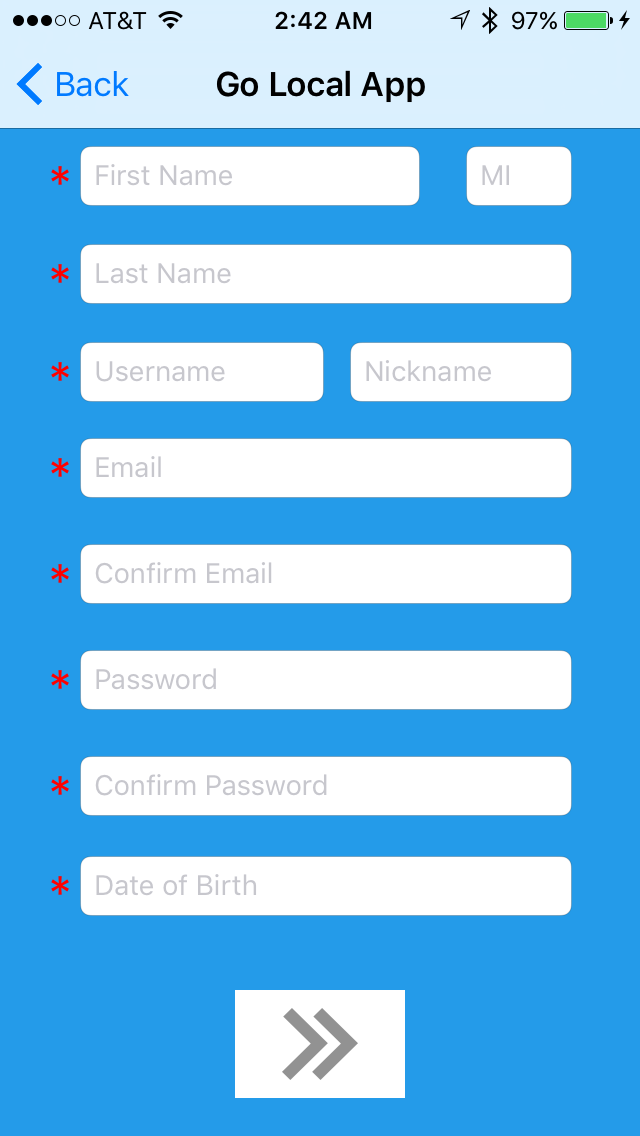 AT&T 2:42 AM 97%
Back Go Local App
* First Name MI
* Last Name
* Username Nickname
* Email
* Confirm Email
* Password
* Confirm Password
* Date of Birth